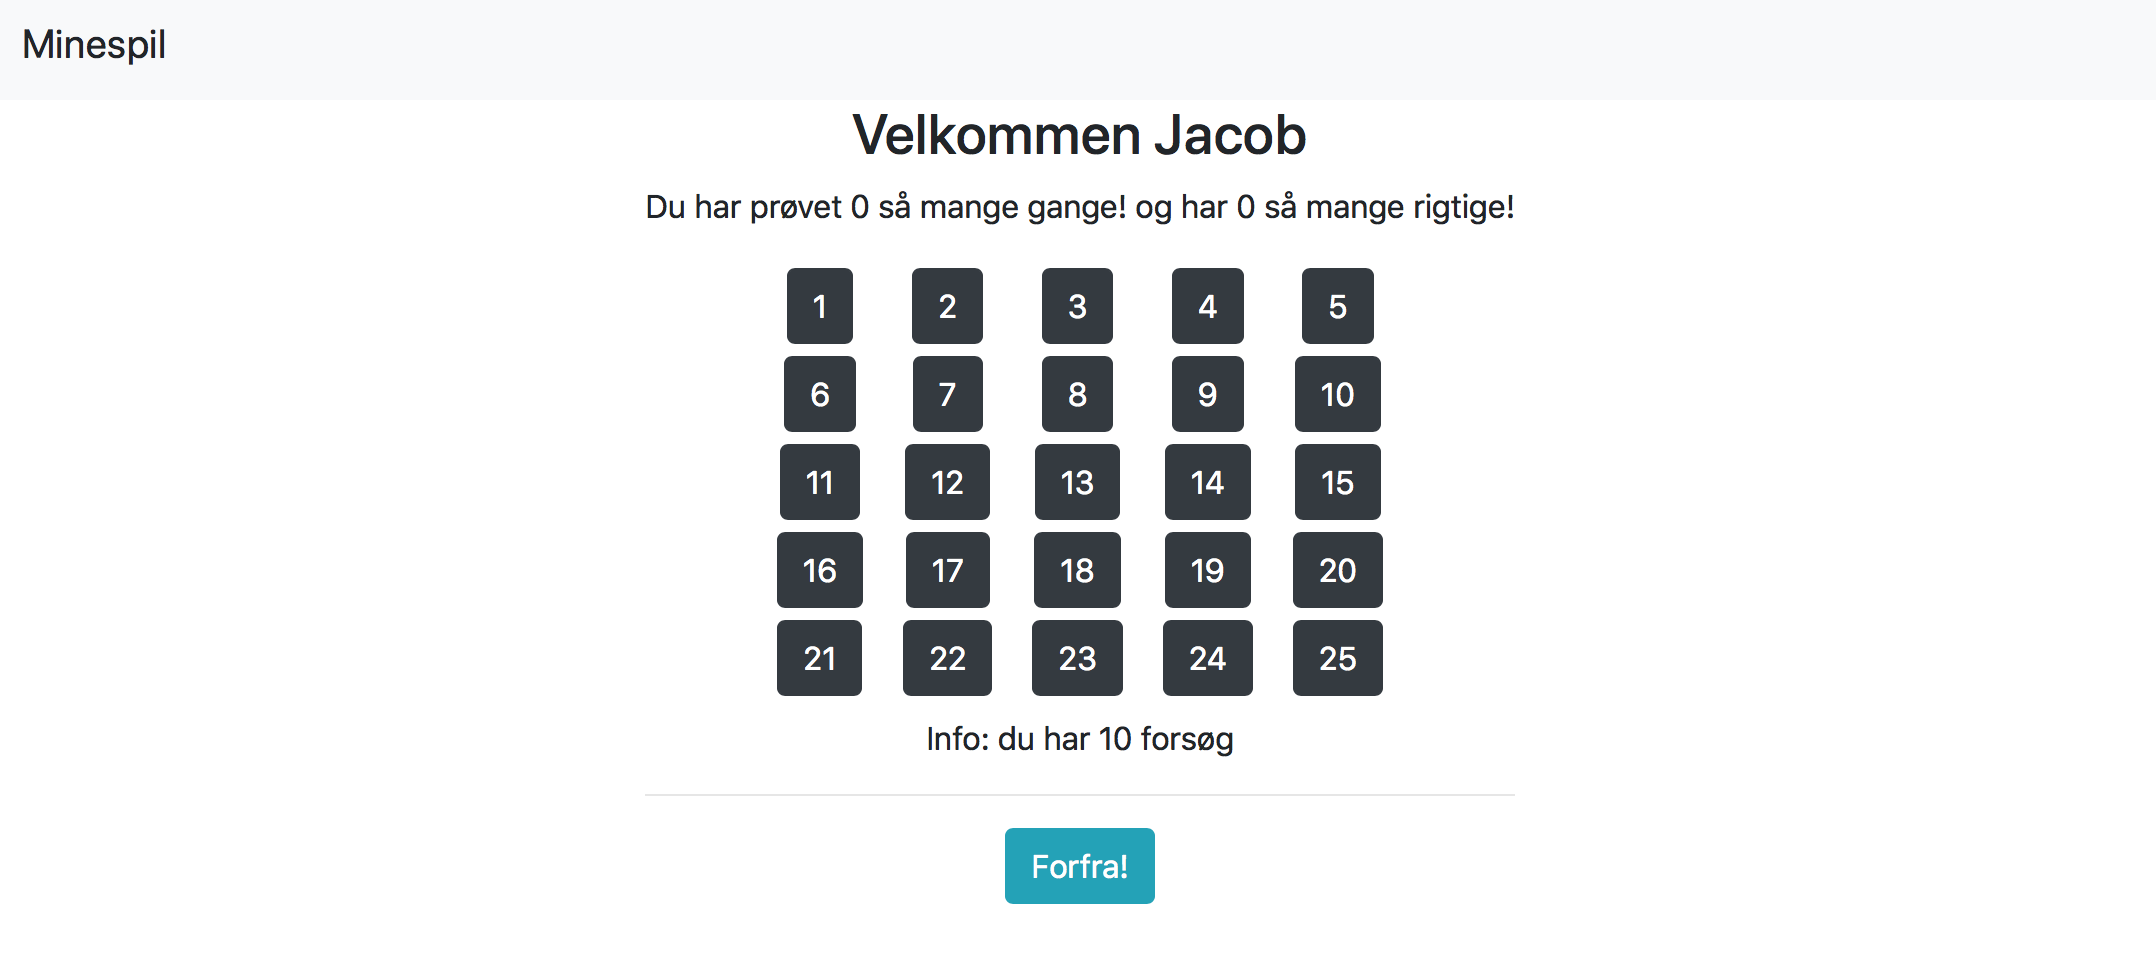 Minespil
Velkommen Jacob
Du har prøvet 0 så mange gange! og har 0 så mange rigtige!
1 2 3 4 5
6 7 8 9 10
11 12 13 14 15
16 17 18 19 20
21 22 23 24 25
Info: du har 10 forsøg
Forfra!